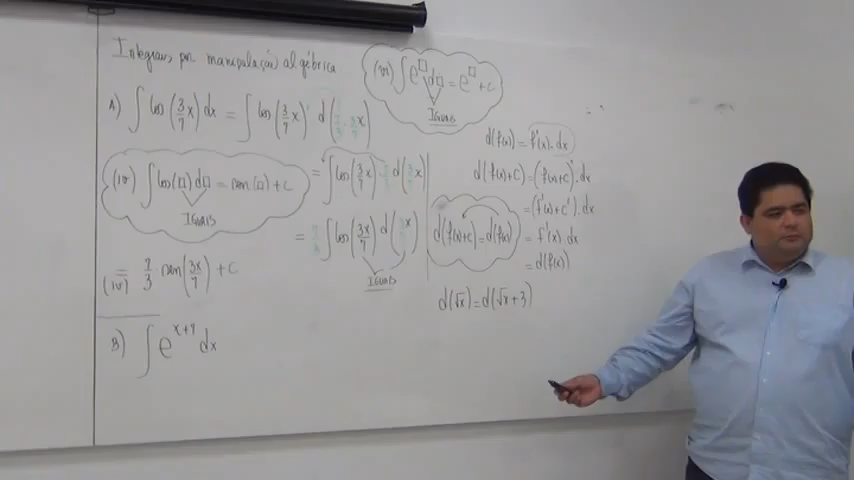 Integrais por manipulação algébrica
A) ∫ cos(3/7 x) dx = ∫ cos(3/7 x) d(7/3 · 3/7 x)
= ∫ cos(3/7 x) · 7/3 d(3/7 x)
= 7/3 ∫ cos(3x/7) d(3/7 x)
IGUAIS
(iv) ∫ cos(□) d□ = sen(□) + C
IGUAIS
= 7/3 · sen(3x/7) + C
(iv)
B) ∫ e^(x+9) dx
(vi) ∫ e^□ d□ = e^□ + C
IGUAIS
d(f(x)) = f'(x) · dx
d(f(x)+C) = (f(x)+C)' · dx
= (f'(x)+C') · dx
= f'(x) · dx
= d(f(x))
d(f(x)+C) = d(f(x))
d(√x) = d(√x + 3)